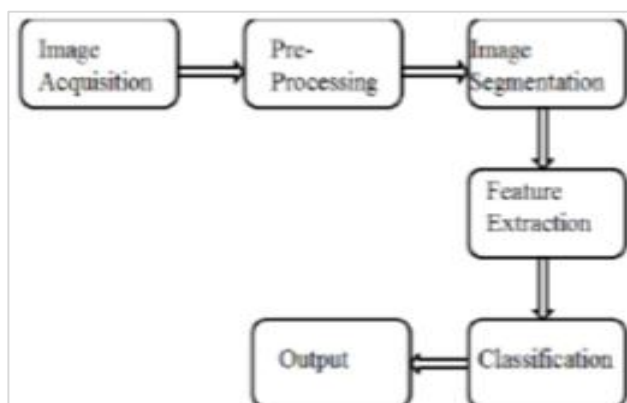 Image
Acquisition
Pre-
Processing
Image
Segmentation
Feature
Extraction
Classification
Output